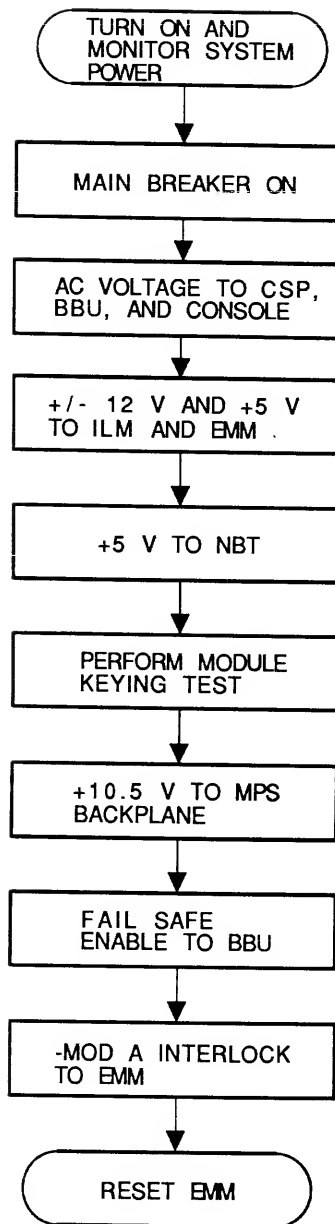 TURN ON AND
MONITOR SYSTEM
POWER
MAIN BREAKER ON
AC VOLTAGE TO CSP,
BBU, AND CONSOLE
+/- 12 V AND +5 V
TO ILM AND EMM .
+5 V TO NBT
PERFORM MODULE
KEYING TEST
+10.5 V TO MPS
BACKPLANE
FAIL SAFE
ENABLE TO BBU
-MOD A INTERLOCK
TO EMM
RESET EMM